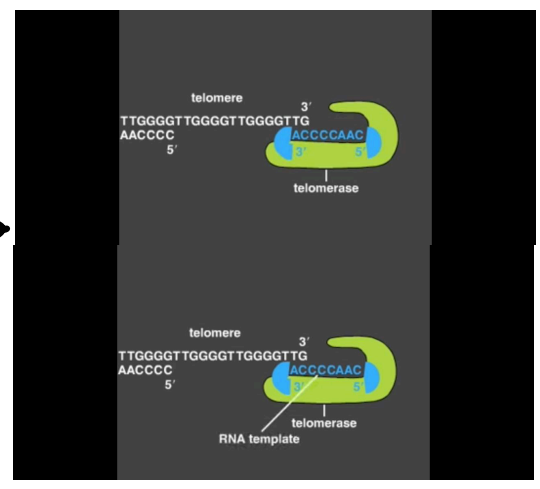 telomere
3′
TTGGGGTTGGGGTTGGGGTTG
AACCCC
ACCCCAAC
5′
3′
5′
telomerase
telomere
3′
TTGGGGTTGGGGTTGGGGTTG
AACCCC
ACCCCAAC
5′
3′
5′
telomerase
RNA template